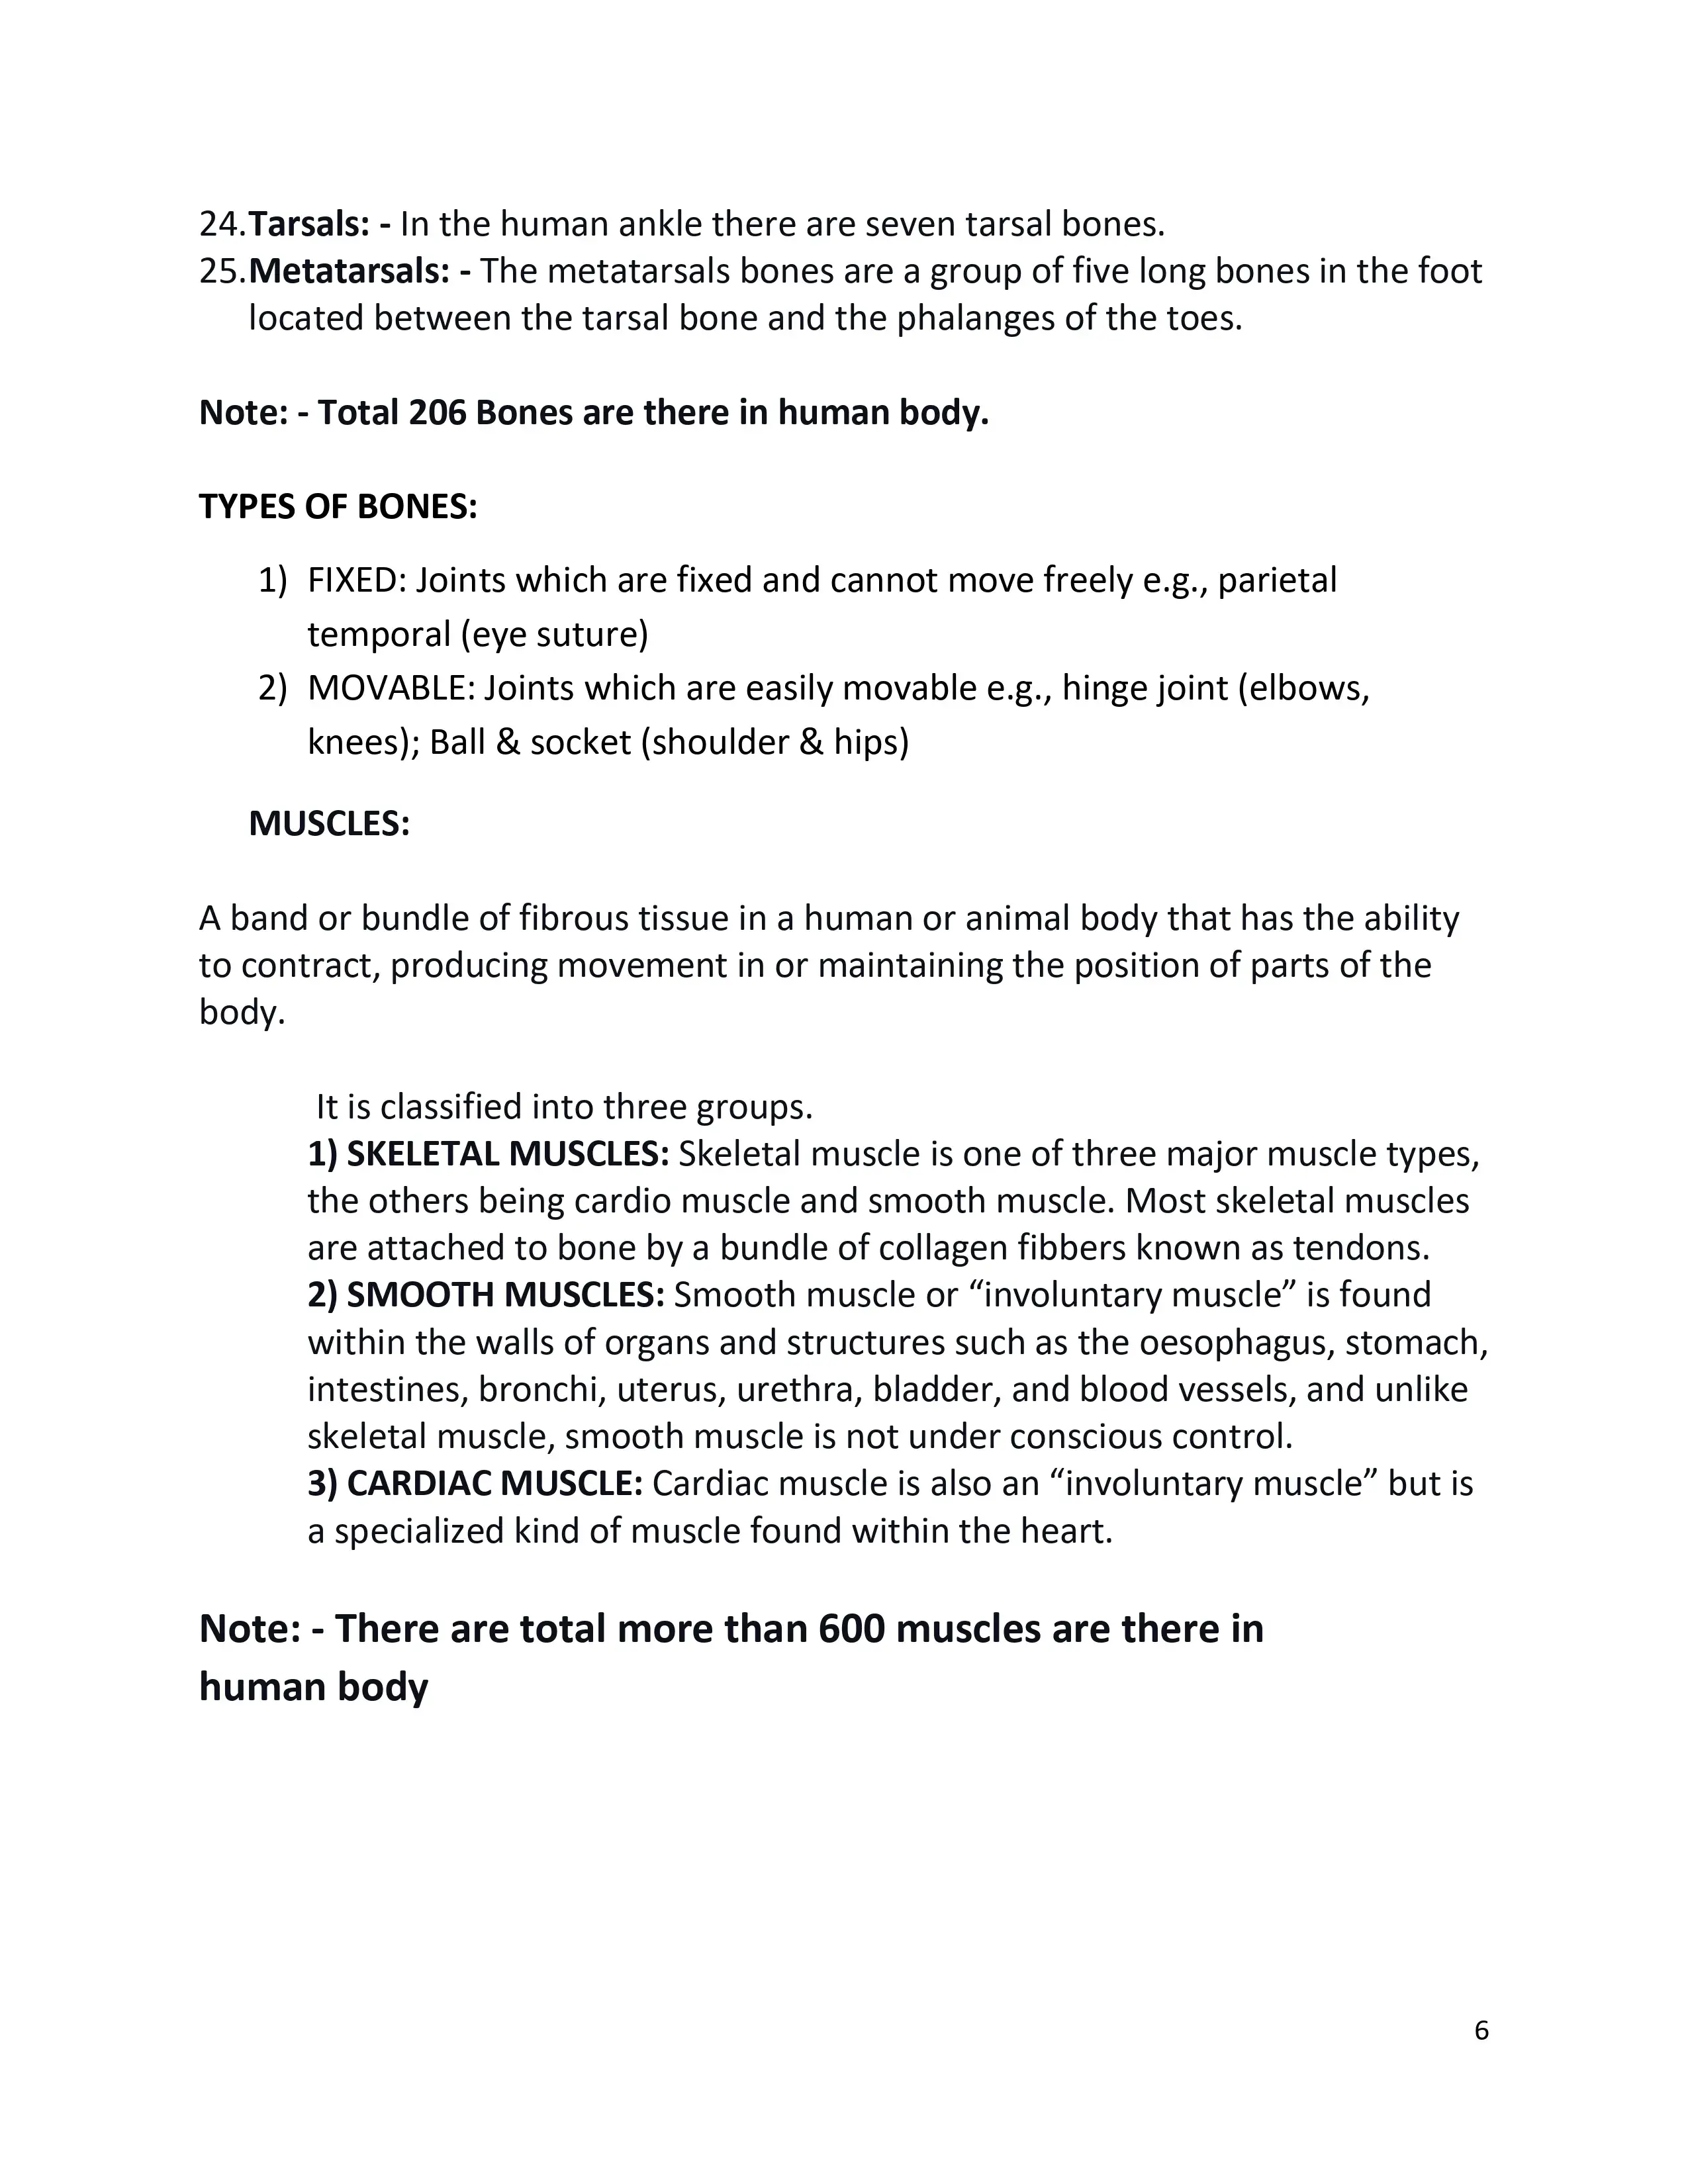 24.Tarsals: - In the human ankle there are seven tarsal bones.
25.Metatarsals: - The metatarsals bones are a group of five long bones in the foot
located between the tarsal bone and the phalanges of the toes.
Note: - Total 206 Bones are there in human body.
TYPES OF BONES:
1) FIXED: Joints which are fixed and cannot move freely e.g., parietal
temporal (eye suture)
2) MOVABLE: Joints which are easily movable e.g., hinge joint (elbows,
knees); Ball & socket (shoulder & hips)
MUSCLES:
A band or bundle of fibrous tissue in a human or animal body that has the ability
to contract, producing movement in or maintaining the position of parts of the
body.
It is classified into three groups.
1) SKELETAL MUSCLES: Skeletal muscle is one of three major muscle types,
the others being cardio muscle and smooth muscle. Most skeletal muscles
are attached to bone by a bundle of collagen fibbers known as tendons.
2) SMOOTH MUSCLES: Smooth muscle or “involuntary muscle” is found
within the walls of organs and structures such as the oesophagus, stomach,
intestines, bronchi, uterus, urethra, bladder, and blood vessels, and unlike
skeletal muscle, smooth muscle is not under conscious control.
3) CARDIAC MUSCLE: Cardiac muscle is also an “involuntary muscle” but is
a specialized kind of muscle found within the heart.
Note: - There are total more than 600 muscles are there in
human body
6